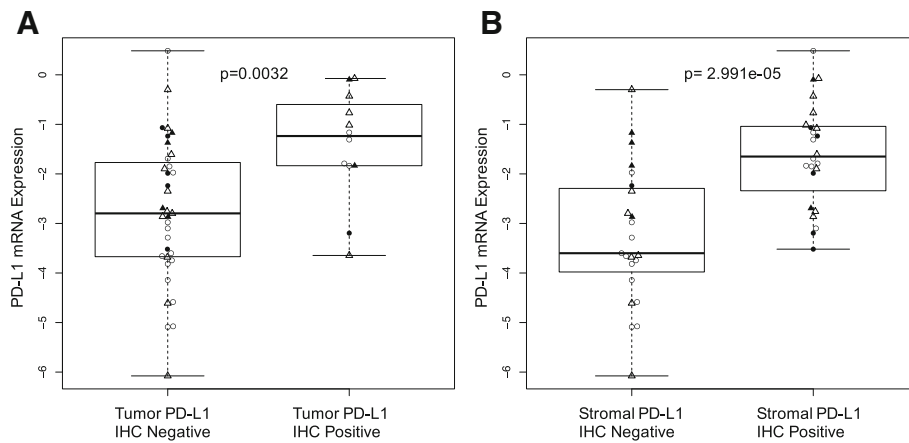 A
PD-L1 mRNA Expression
0
−1
−2
−3
−4
−5
−6
p=0.0032
Tumor PD-L1
IHC Negative
Tumor PD-L1
IHC Positive
B
PD-L1 mRNA Expression
0
−1
−2
−3
−4
−5
−6
p= 2.991e-05
Stromal PD-L1
IHC Negative
Stromal PD-L1
IHC Positive